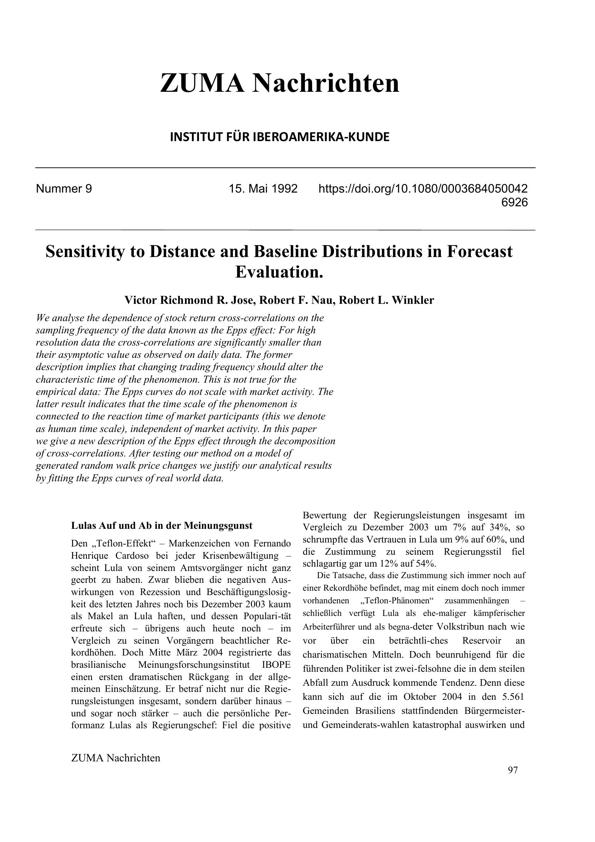 ZUMA Nachrichten
INSTITUT FÜR IBEROAMERIKA-KUNDE
Nummer 9
15. Mai 1992
https://doi.org/10.1080/0003684050042
6926
Sensitivity to Distance and Baseline Distributions in Forecast
Evaluation.
Victor Richmond R. Jose, Robert F. Nau, Robert L. Winkler
We analyse the dependence of stock return cross-correlations on the
sampling frequency of the data known as the Epps effect: For high
resolution data the cross-correlations are significantly smaller than
their asymptotic value as observed on daily data. The former
description implies that changing trading frequency should alter the
characteristic time of the phenomenon. This is not true for the
empirical data: The Epps curves do not scale with market activity. The
latter result indicates that the time scale of the phenomenon is
connected to the reaction time of market participants (this we denote
as human time scale), independent of market activity. In this paper
we give a new description of the Epps effect through the decomposition
of cross-correlations. After testing our method on a model of
generated random walk price changes we justify our analytical results
by fitting the Epps curves of real world data.
Lulas Auf und Ab in der Meinungsgunst
Den „Teflon-Effekt“ – Markenzeichen von Fernando
Henrique Cardoso bei jeder Krisenbewältigung –
scheint Lula von seinem Amtsvorgänger nicht ganz
geerbt zu haben. Zwar blieben die negativen Aus-
wirkungen von Rezession und Beschäftigungslosig-
keit des letzten Jahres noch bis Dezember 2003 kaum
als Makel an Lula haften, und dessen Populari-tät
erfreute sich – übrigens auch heute noch – im
Vergleich zu seinen Vorgängern beachtlicher Re-
kordhöhen. Doch Mitte März 2004 registrierte das
brasilianische Meinungsforschungsinstitut IBOPE
einen ersten dramatischen Rückgang in der allge-
meinen Einschätzung. Er betraf nicht nur die Regie-
rungsleistungen insgesamt, sondern darüber hinaus –
und sogar noch stärker – auch die persönliche Per-
formanz Lulas als Regierungschef: Fiel die positive
Bewertung der Regierungsleistungen insgesamt im
Vergleich zu Dezember 2003 um 7% auf 34%, so
schrumpfte das Vertrauen in Lula um 9% auf 60%, und
die Zustimmung zu seinem Regierungsstil fiel
schlagartig gar um 12% auf 54%.
Die Tatsache, dass die Zustimmung sich immer noch auf
einer Rekordhöhe befindet, mag mit einem doch noch immer
vorhandenen „Teflon-Phänomen“ zusammenhängen –
schließlich verfügt Lula als ehe-maliger kämpferischer
Arbeiterführer und als begna-deter Volkstribun nach wie
vor über ein beträchtli-ches Reservoir an
charismatischen Mitteln. Doch beunruhigend für die
führenden Politiker ist zwei-felsohne die in dem steilen
Abfall zum Ausdruck kommende Tendenz. Denn diese
kann sich auf die im Oktober 2004 in den 5.561
Gemeinden Brasiliens stattfindenden Bürgermeister-
und Gemeinderats-wahlen katastrophal auswirken und
ZUMA Nachrichten
97